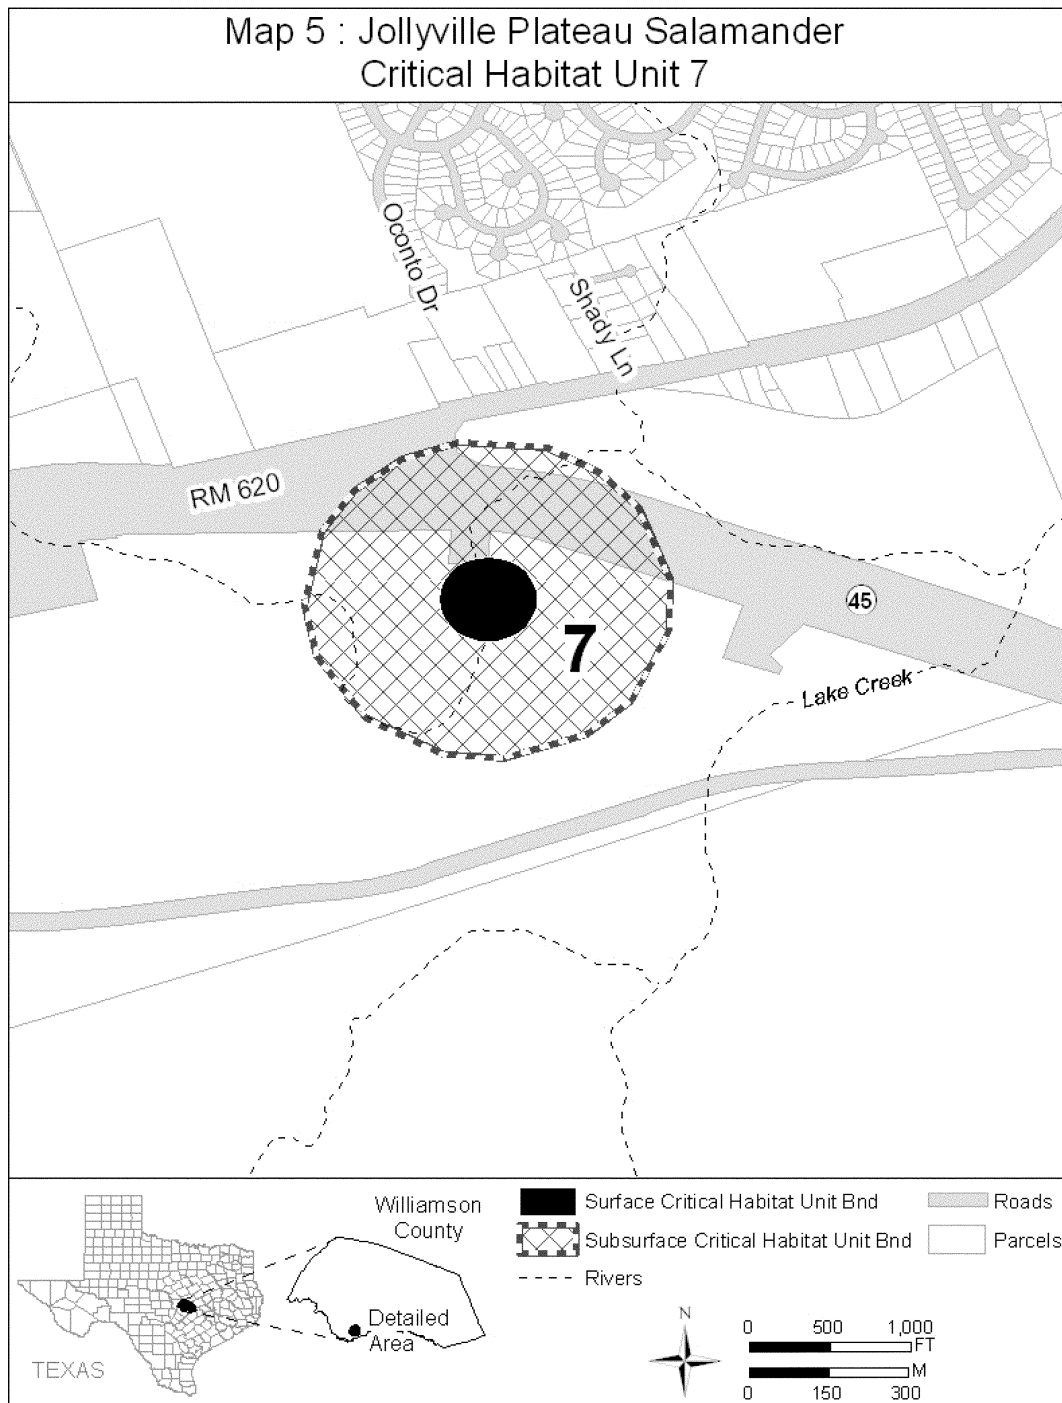 Map 5 : Jollyville Plateau Salamander
Critical Habitat Unit 7
Oconto Dr
Shady Ln
RM 620
45
7
Lake Creek
Williamson
County
Detailed
Area
TEXAS
Surface Critical Habitat Unit Bnd
Subsurface Critical Habitat Unit Bnd
Rivers
Roads
Parcels
N
0 500 1,000
FT
M
0 150 300